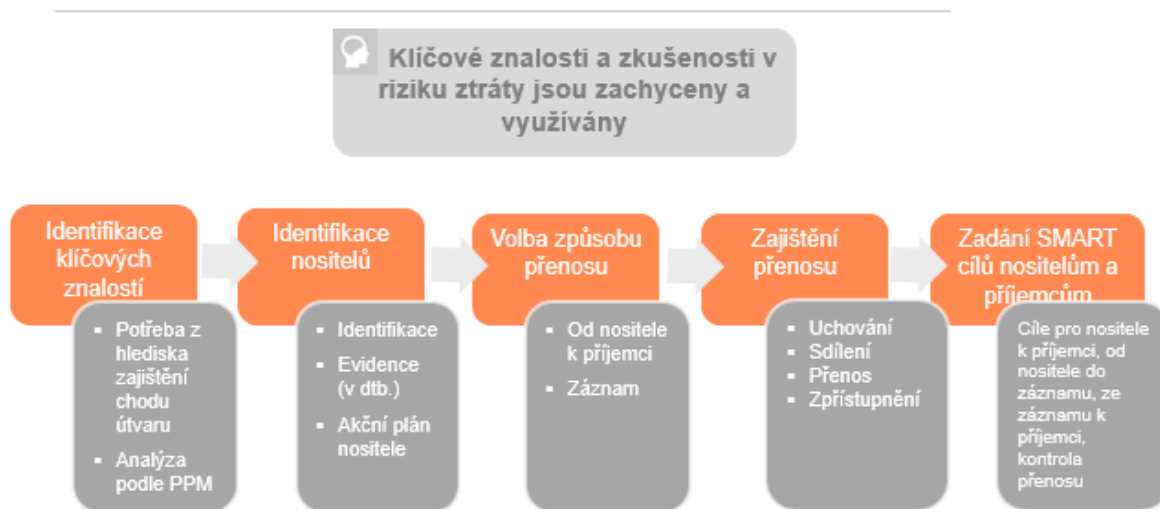 Klíčové znalosti a zkušenosti v
riziku ztráty jsou zachyceny a
využívány
Identifikace
klíčových
znalostí
▪ Potřeba z
hlediska
zajištění
chodu
útvaru
▪ Analýza
podle PPM
Identifikace
nositelů
▪ Identifikace
▪ Evidence
(v dtb.)
▪ Akční plán
nositele
Volba způsobu
přenosu
▪ Od nositele
k příjemci
▪ Záznam
Zajištění
přenosu
▪ Uchování
▪ Sdílení
▪ Přenos
▪ Zpřístupnění
Zadání SMART
cílů nositelům a
příjemcům
Cíle pro nositele
k příjemci, od
nositele do
záznamu, ze
záznamu k
příjemci,
kontrola
přenosu